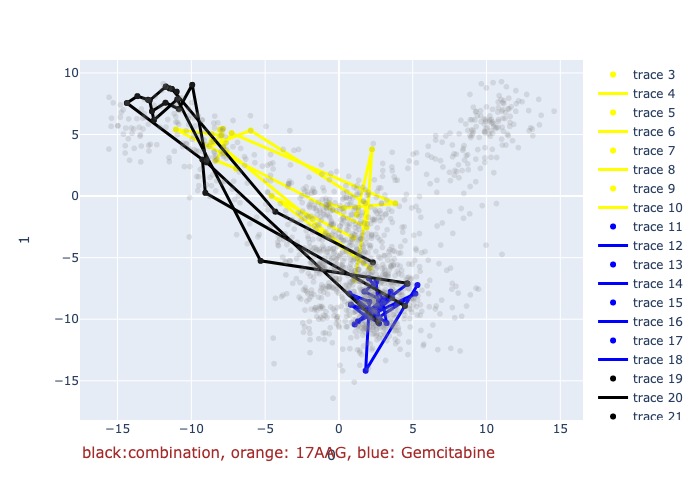 10
5
0
−5
−10
−15
1
−15
−10
−5
0
5
10
15
0
black:combination, orange: 17AAG, blue: Gemcitabine
trace 3
trace 4
trace 5
trace 6
trace 7
trace 8
trace 9
trace 10
trace 11
trace 12
trace 13
trace 14
trace 15
trace 16
trace 17
trace 18
trace 19
trace 20
trace 21